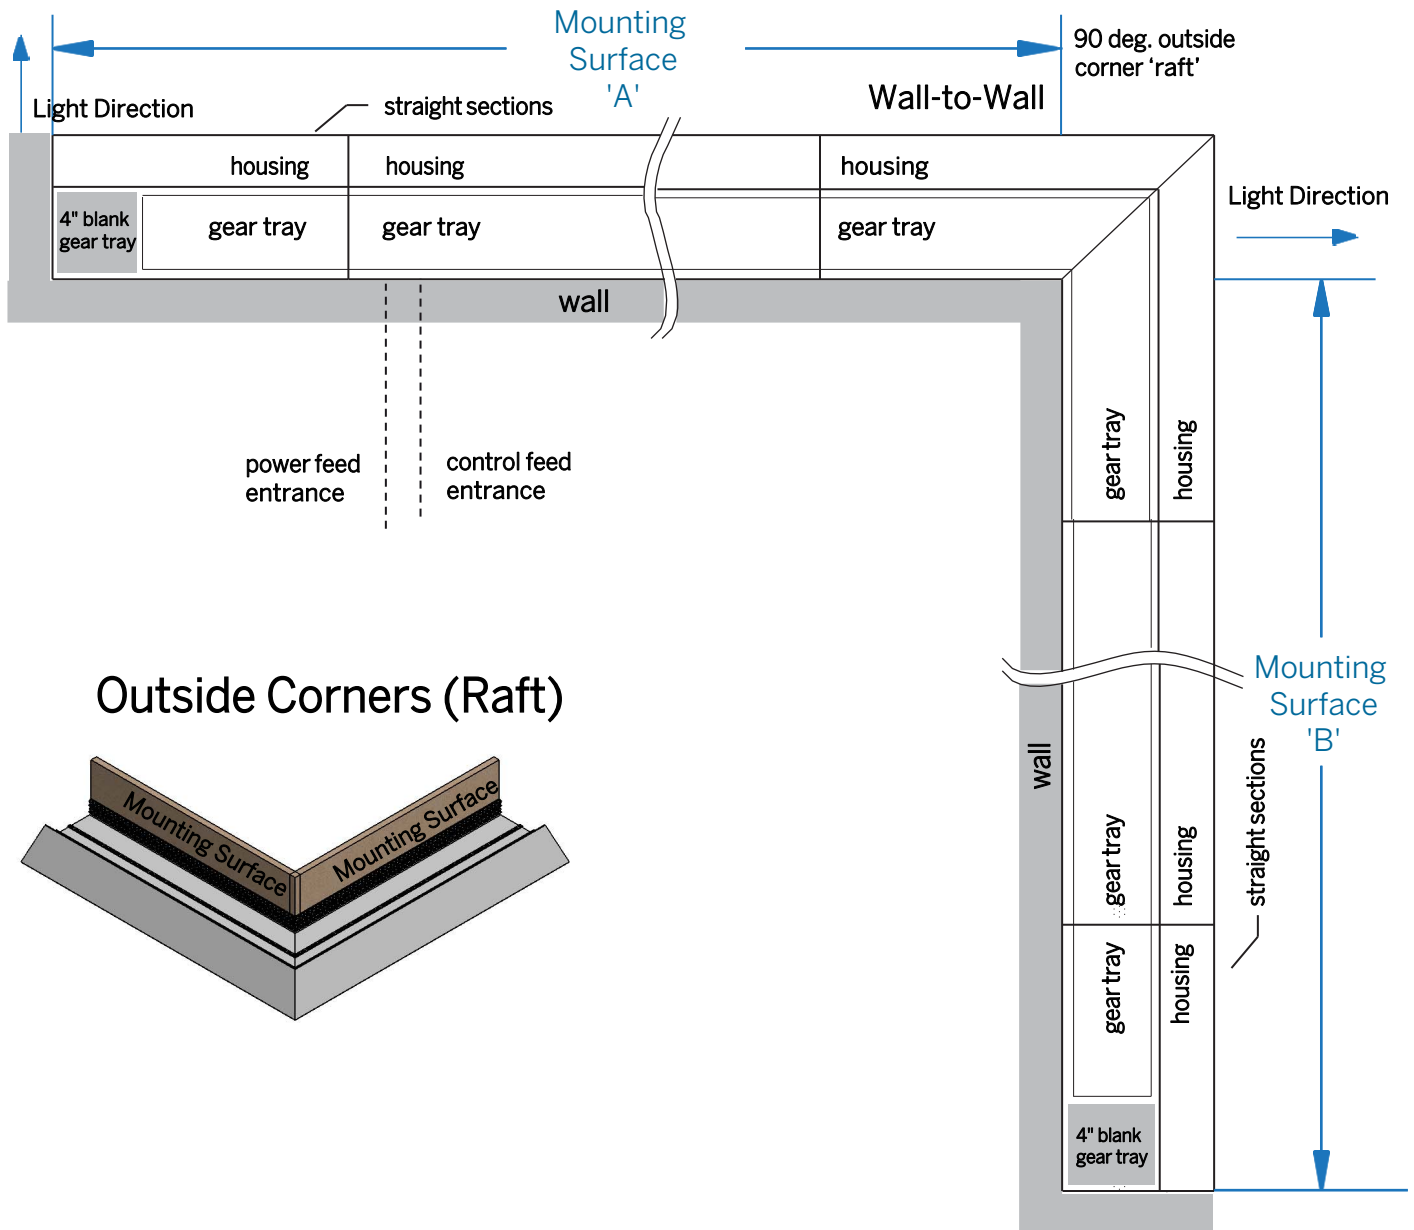 Mounting
Surface
'A'
90 deg. outside
corner ‘raft’
Wall-to-Wall
Light Direction
straight sections
housing
housing
housing
Light Direction
4" blank
gear tray
gear tray
gear tray
gear tray
wall
power feed
entrance
control feed
entrance
gear tray
housing
Outside Corners (Raft)
Mounting Surface
Mounting Surface
Mounting
Surface
'B'
wall
straight sections
gear tray
housing
gear tray
housing
4" blank
gear tray